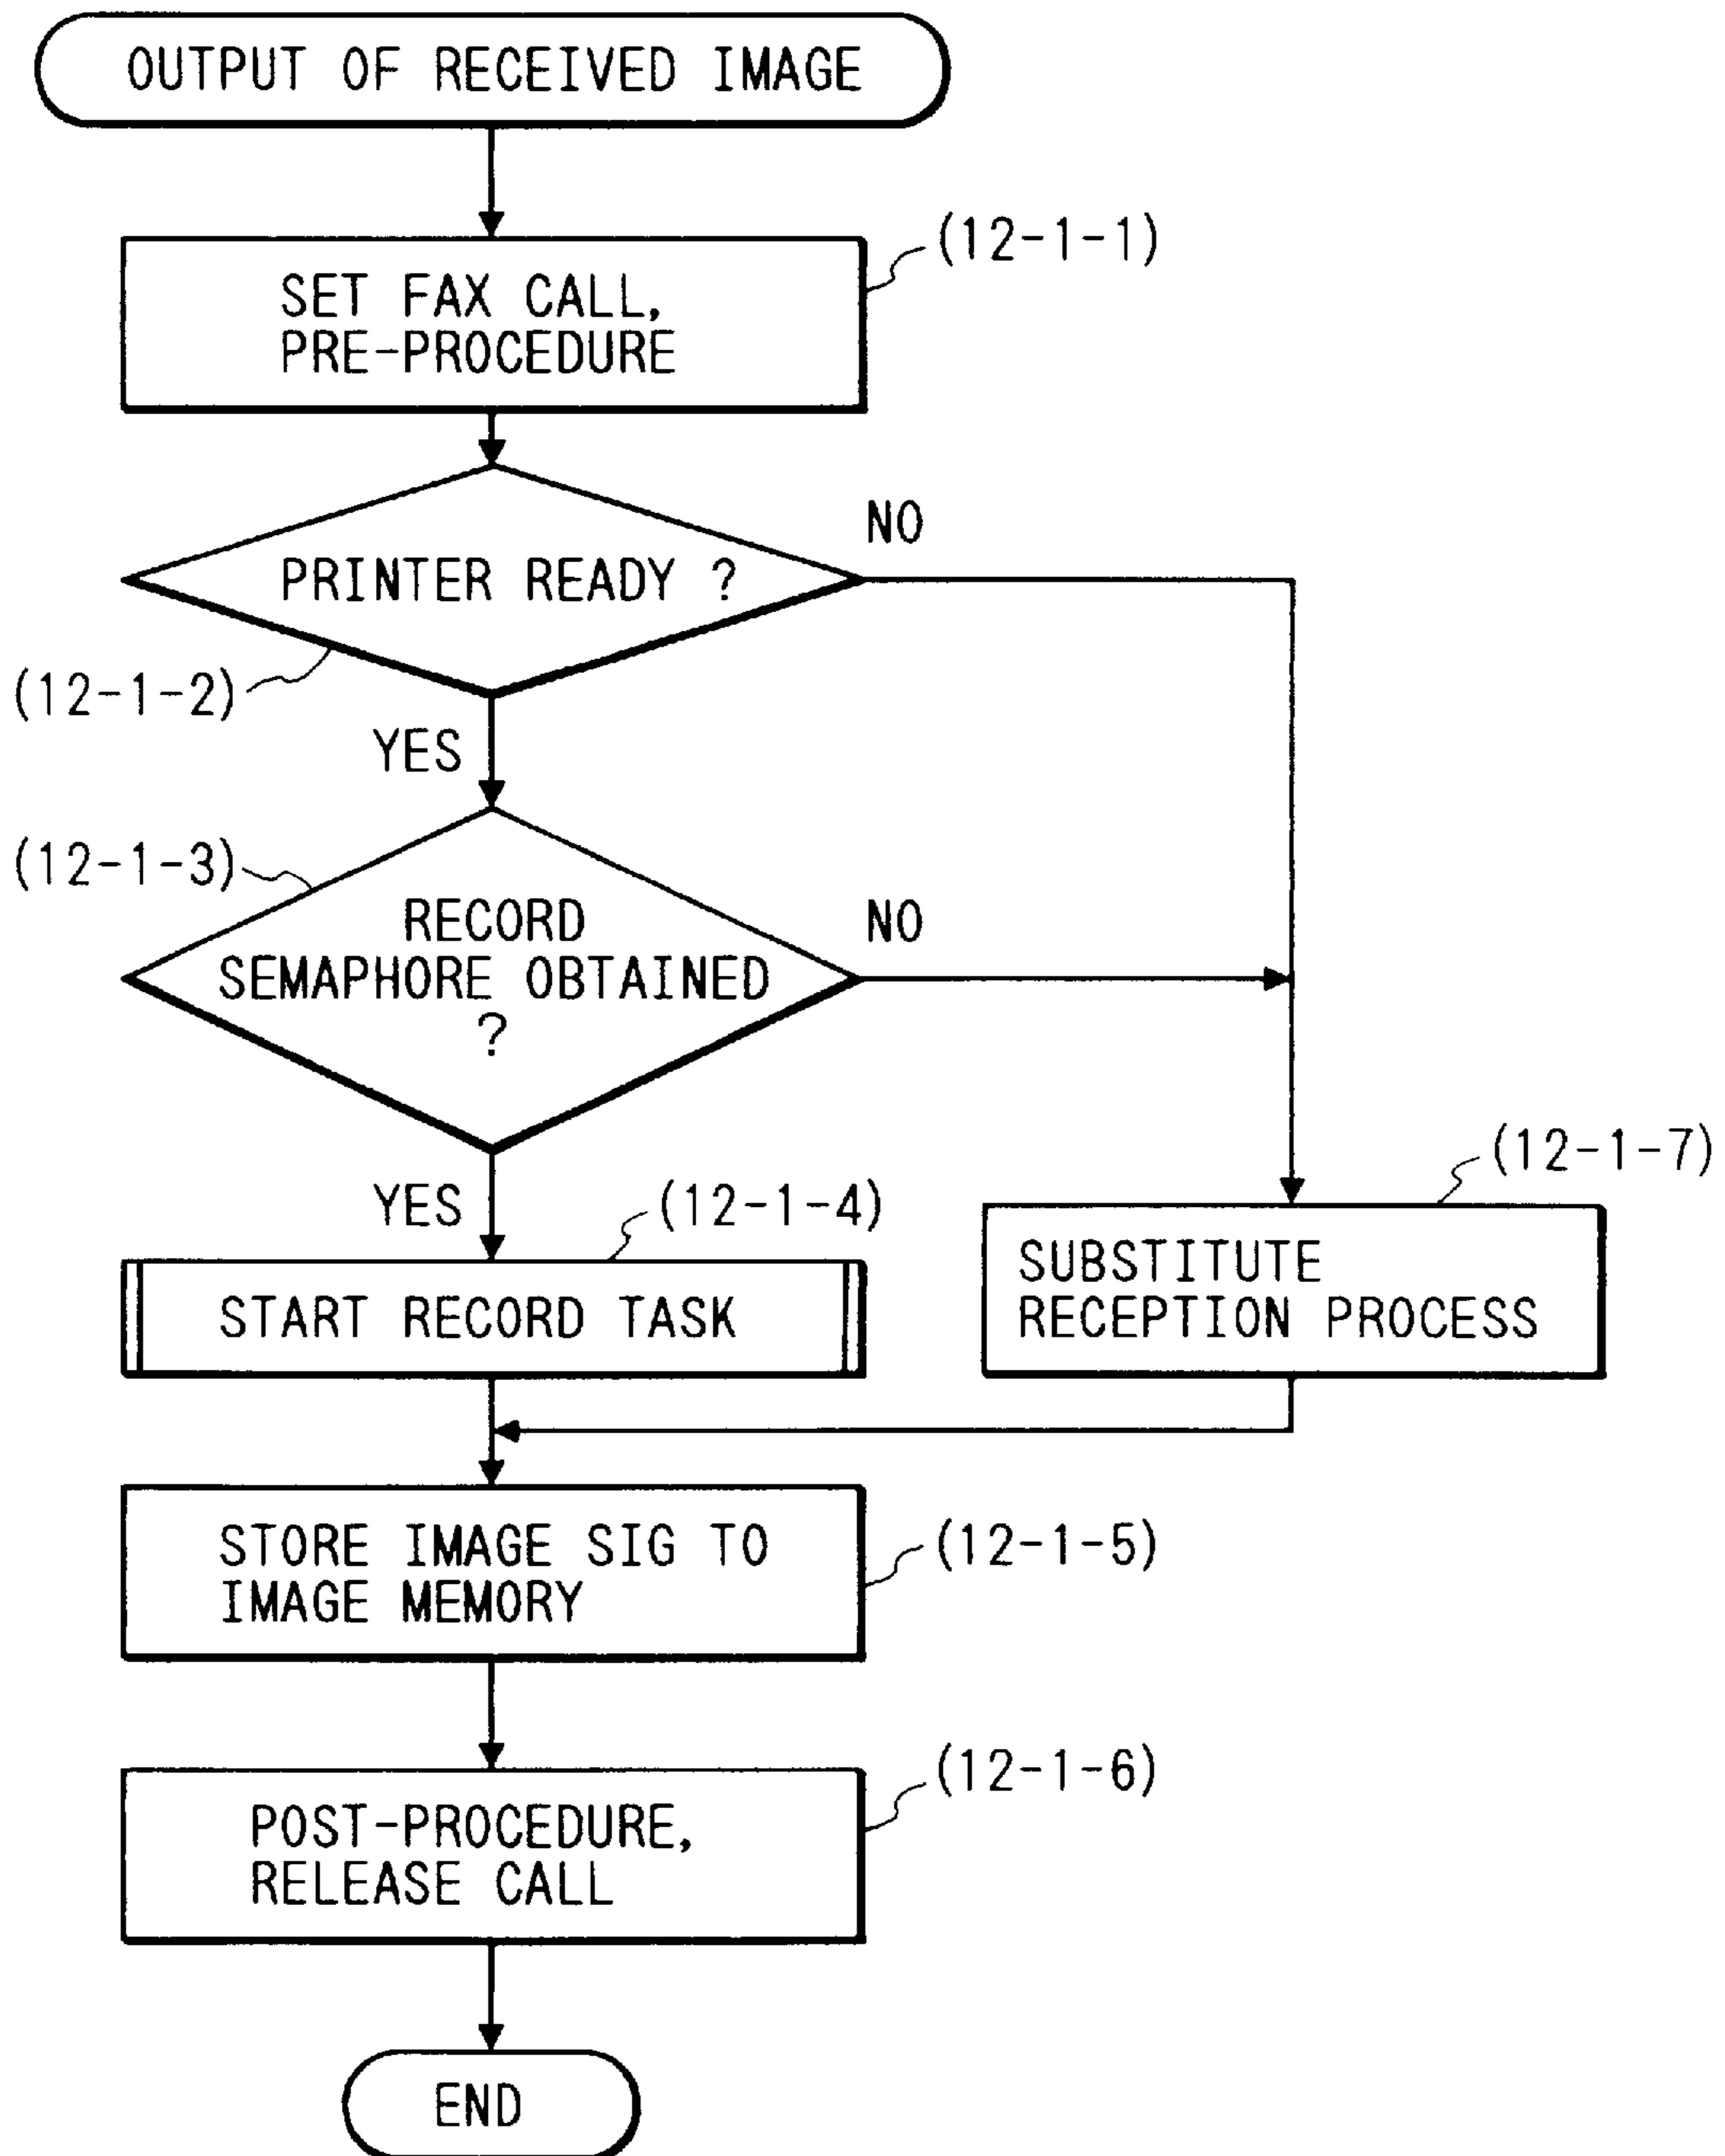 OUTPUT OF RECEIVED IMAGE
(12-1-1)
SET FAX CALL,
PRE-PROCEDURE
NO
PRINTER READY ?
(12-1-2)
YES
(12-1-3)
RECORD
SEMAPHORE OBTAINED
?
NO
YES
(12-1-4)
START RECORD TASK
(12-1-7)
SUBSTITUTE
RECEPTION PROCESS
STORE IMAGE SIG TO
IMAGE MEMORY
(12-1-5)
POST-PROCEDURE,
RELEASE CALL
(12-1-6)
END